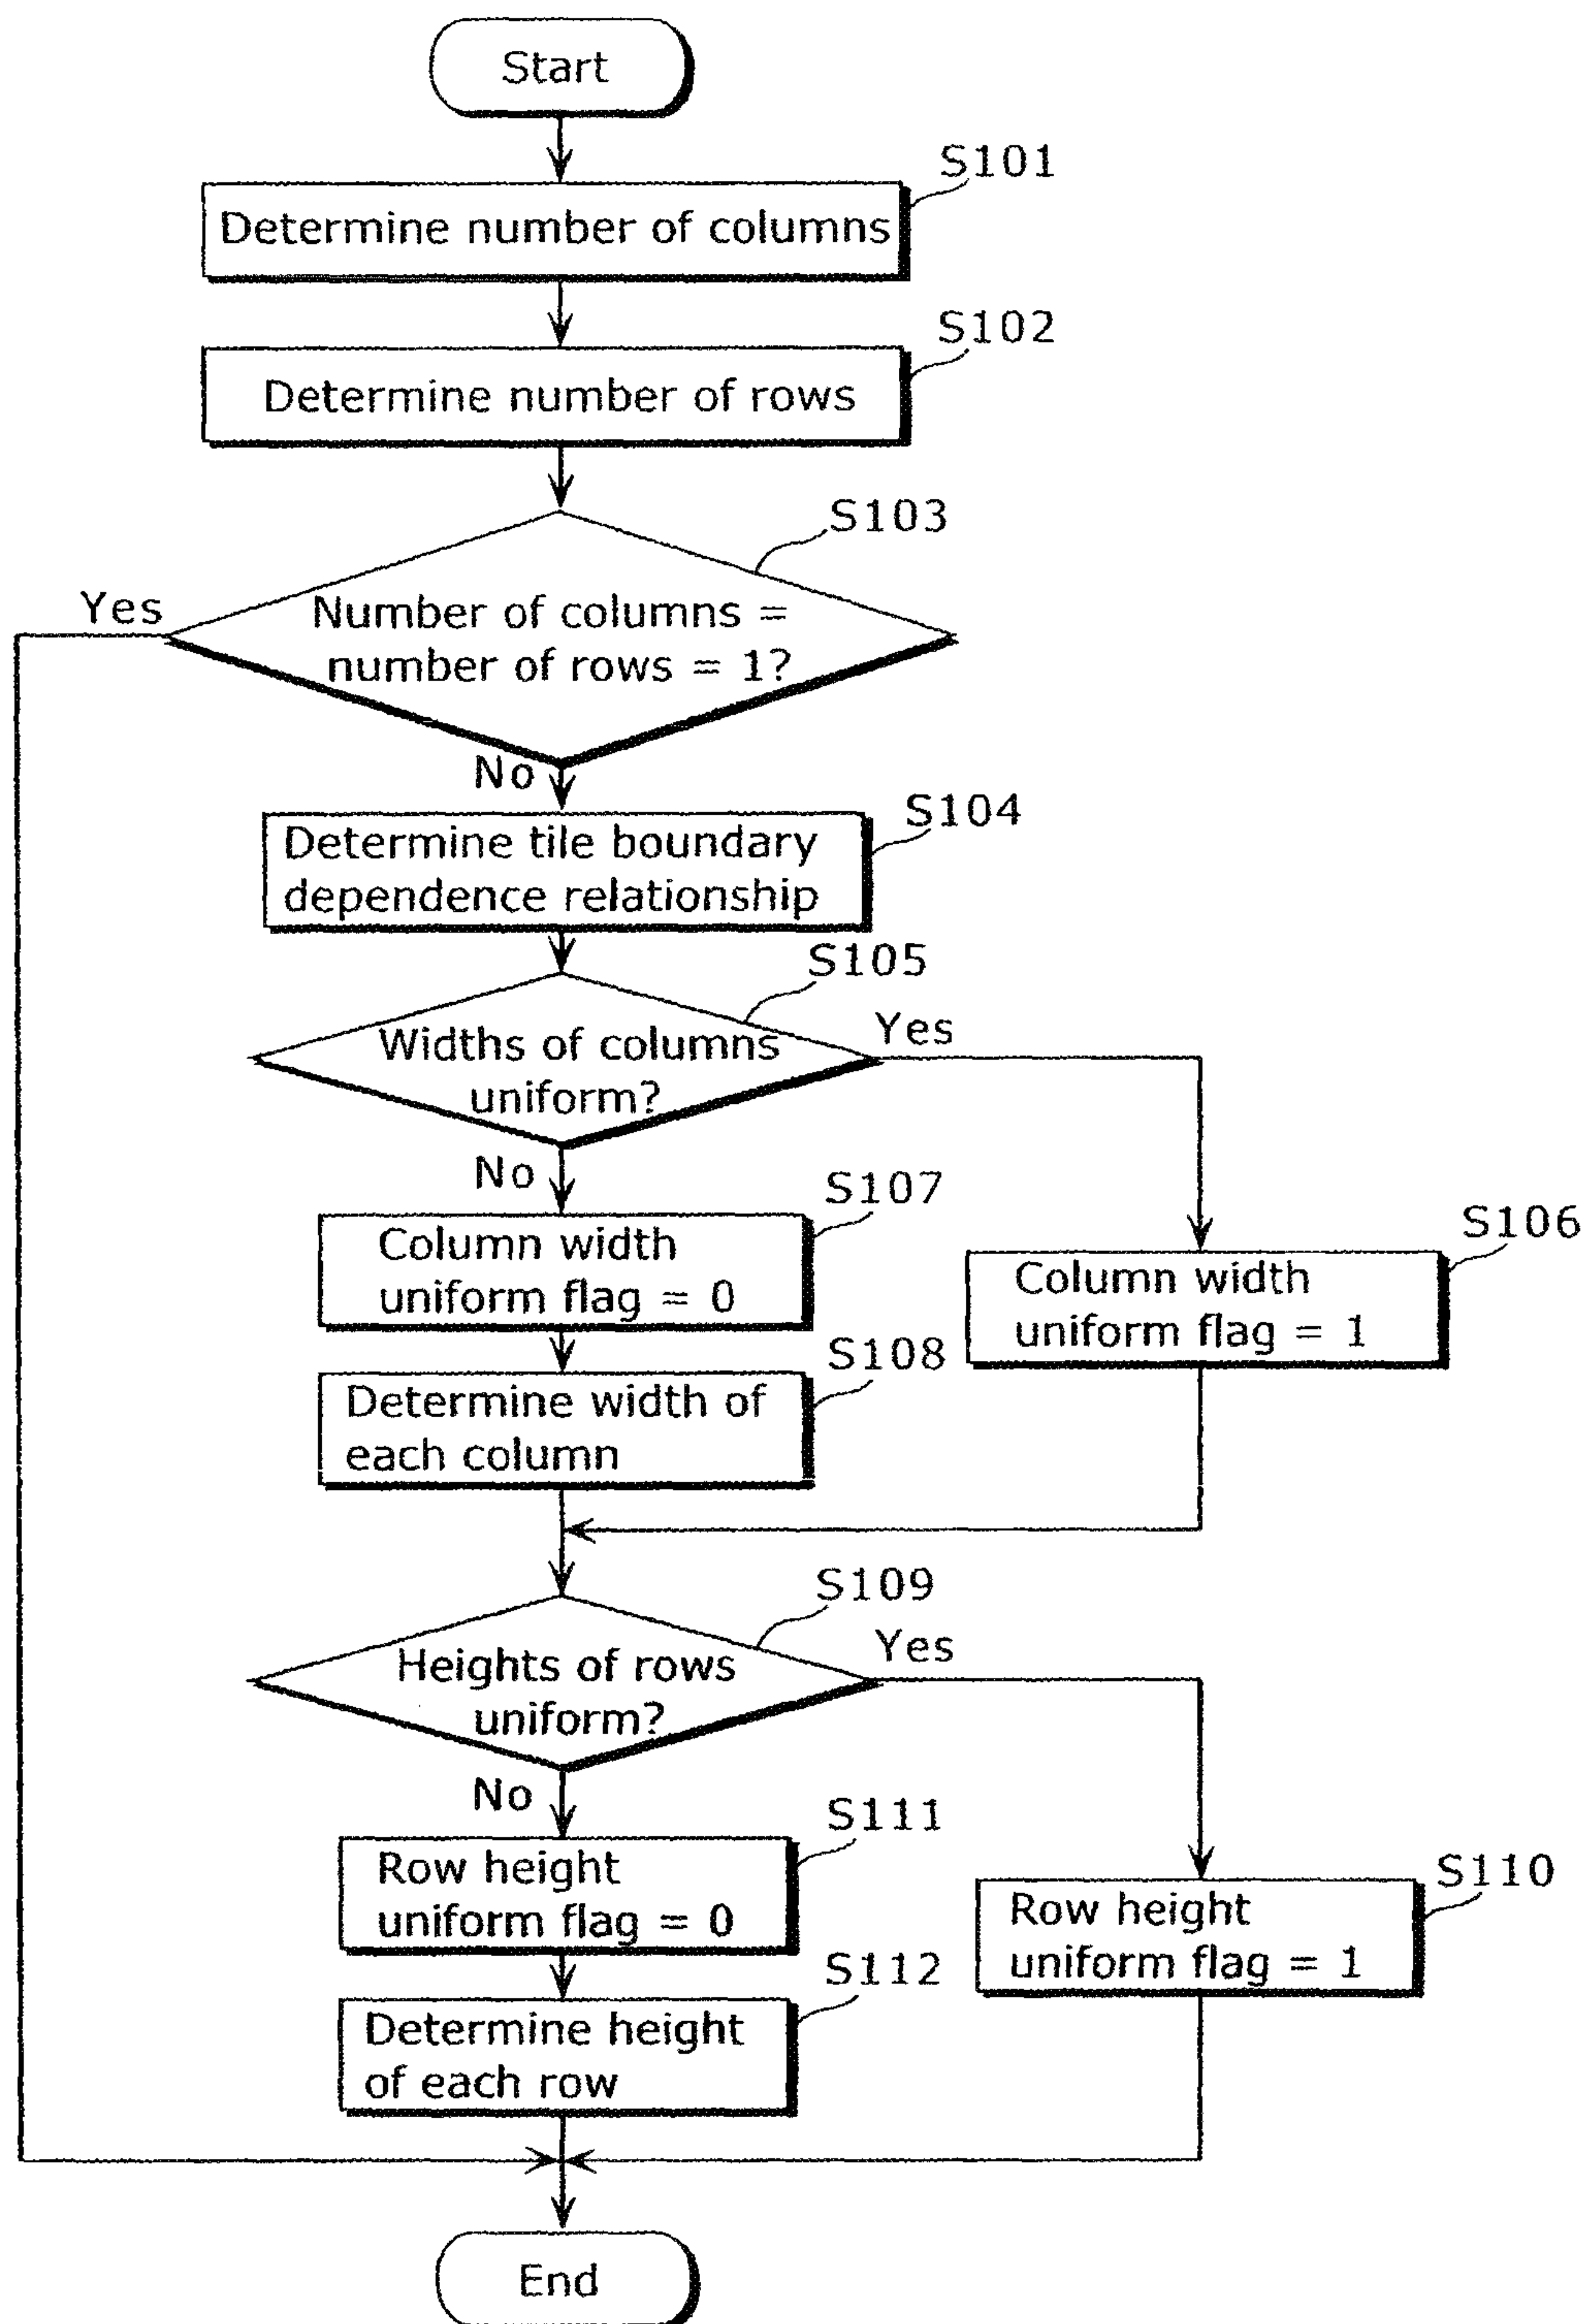 Start
S101
Determine number of columns
S102
Determine number of rows
S103
Yes
Number of columns =
number of rows = 1?
No
S104
Determine tile boundary
dependence relationship
S105
Widths of columns
uniform?
Yes
No
S107
Column width
uniform flag = 0
S106
Column width
uniform flag = 1
S108
Determine width of
each column
S109
Heights of rows
uniform?
Yes
No
S111
Row height
uniform flag = 0
S110
Row height
uniform flag = 1
S112
Determine height
of each row
End